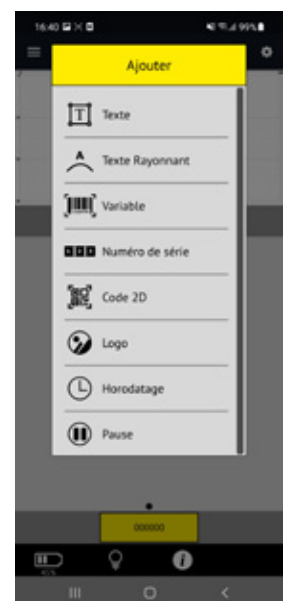 16:40 99%
Ajouter
Texte
Texte Rayonnant
Variable
Numéro de série
Code 2D
Logo
Horodatage
Pause
000000